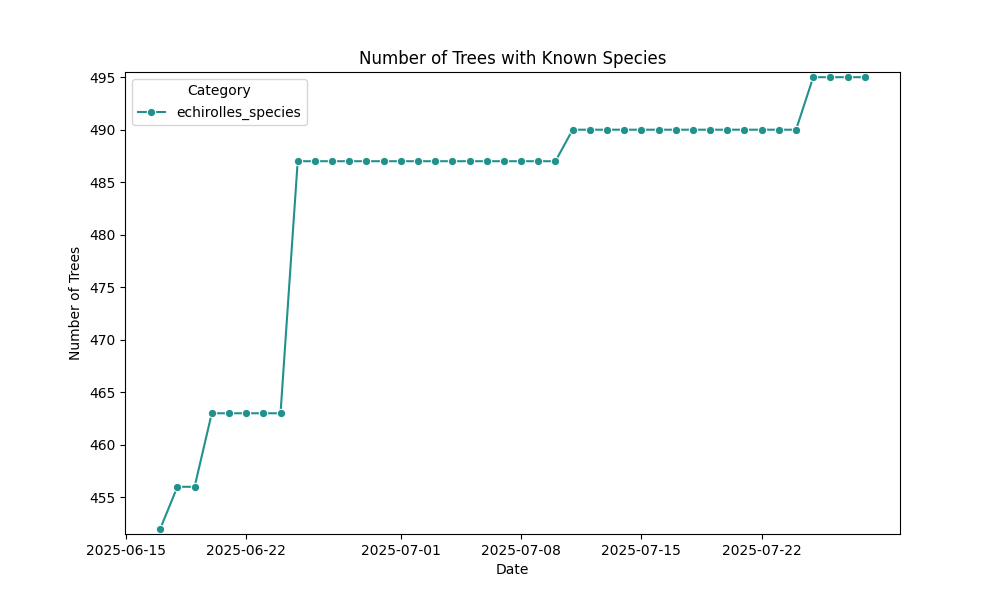 Number of Trees with Known Species
Category
echirolles_species
Number of Trees
495
490
485
480
475
470
465
460
455
2025-06-15 2025-06-22 2025-07-01 2025-07-08 2025-07-15 2025-07-22
Date